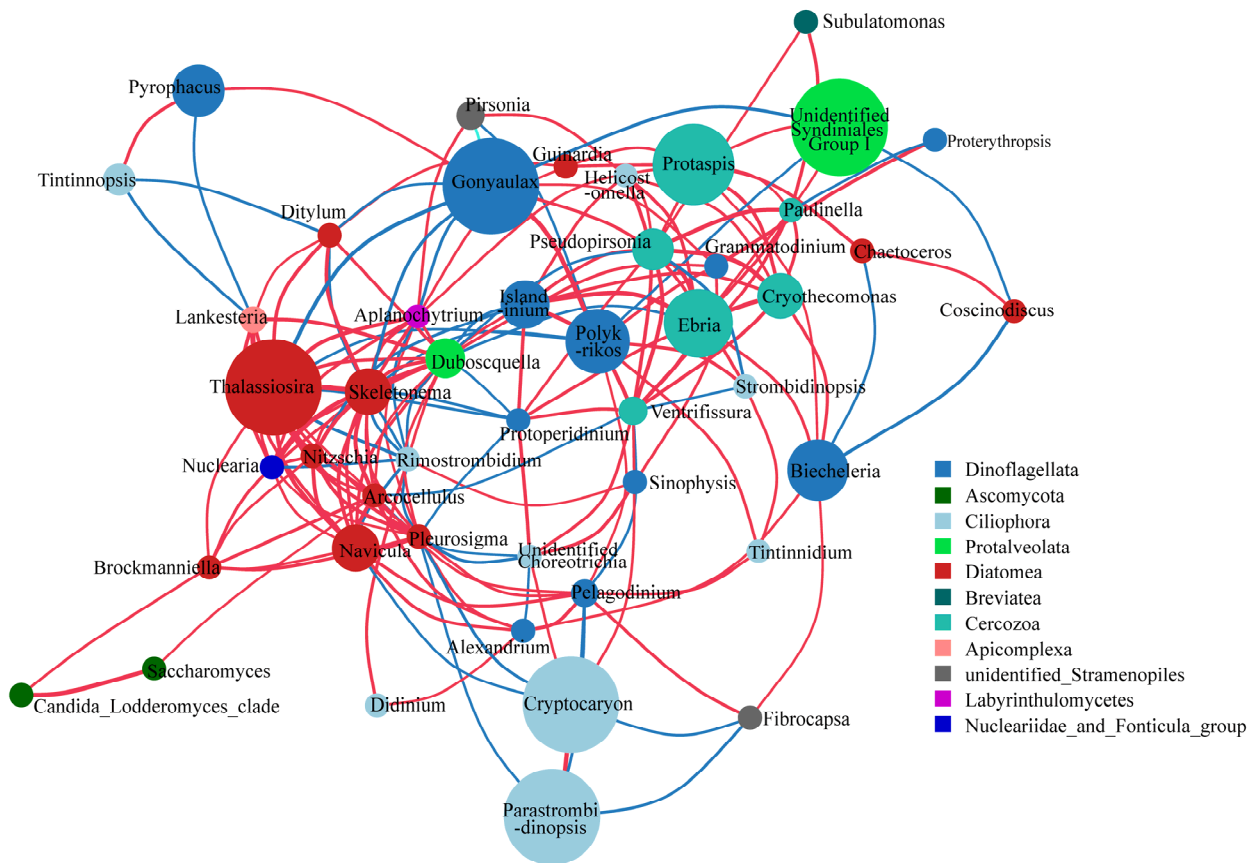 Subulatomonas
Pyrophacus
Pirsonia
Unidentified
Syndiniales
Group I
Proterythropsis
Guinardia
Protaspis
Tintinnopsis
Gonyaulax
Helicost
-omella
Ditylum
Paulinella
Pseudopirsonia
Grammatodinium
Chaetoceros
Island
-inium
Cryothecomonas
Lankesteria
Aplanochytrium
Ebria
Coscinodiscus
Polyk
-rikos
Duboscquella
Thalassiosira
Skeletonema
Strombidinopsis
Ventrifissura
Protoperidinium
Nuclearia
Nitzschia
Rimostrombidium
Biecheleria
Sinophysis
Arcocellulus
Pleurosigma
Navicula
Unidentified
Choreotrichia
Tintinnidium
Brockmanniella
Pelagodinium
Alexandrium
Saccharomyces
Candida_Lodderomyces_clade
Didinium
Cryptocaryon
Fibrocapsa
Parastrombi
-dinopsis
Dinoflagellata
Ascomycota
Ciliophora
Protalveolata
Diatomea
Breviatea
Cercozoa
Apicomplexa
unidentified_Stramenopiles
Labyrinthulomycetes
Nucleariidae_and_Fonticula_group